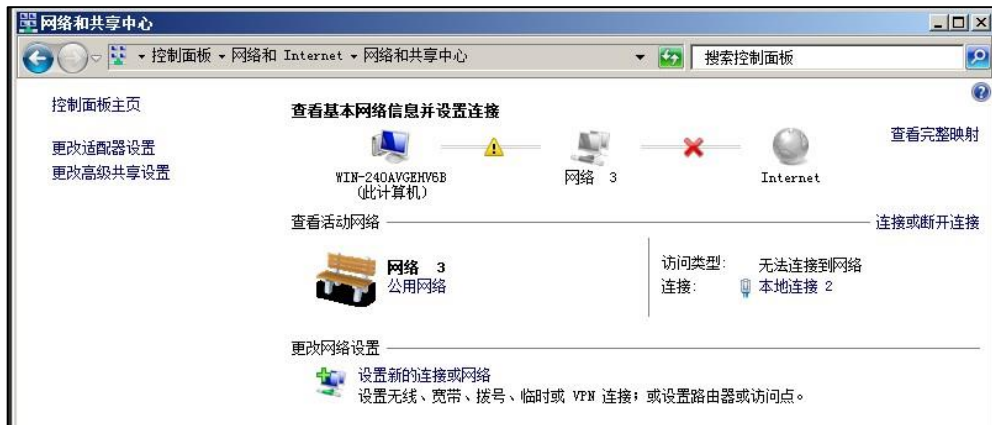 网络和共享中心
控制面板 网络和 Internet 网络和共享中心
搜索控制面板
控制面板主页
更改适配器设置
更改高级共享设置
查看基本网络信息并设置连接
查看完整映射
WIN-240AVGEHV6B
(此计算机)
网络 3
Internet
查看活动网络
连接或断开连接
网络 3
公用网络
访问类型: 无法连接到网络
连接: 本地连接 2
更改网络设置
设置新的连接或网络
设置无线、宽带、拨号、临时或 VPN 连接；或设置路由器或访问点。